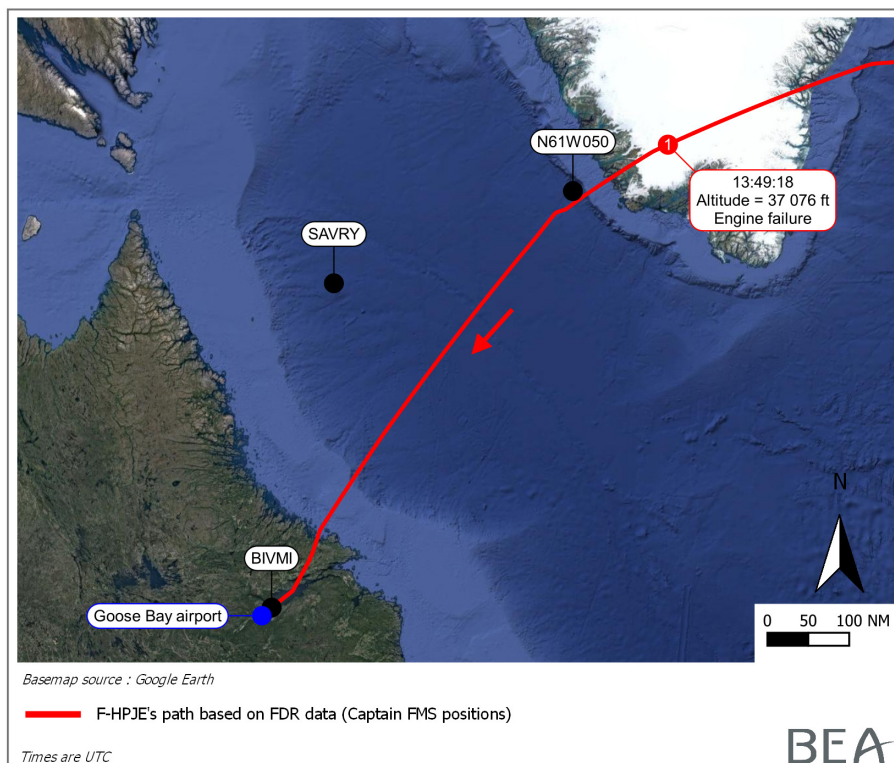 N61W050
1
13:49:18
Altitude = 37 076 ft
Engine failure
SAVRY
N
BIVMI
Goose Bay airport
0 50 100 NM
Basemap source : Google Earth
F-HPJE's path based on FDR data (Captain FMS positions)
Times are UTC
BEA